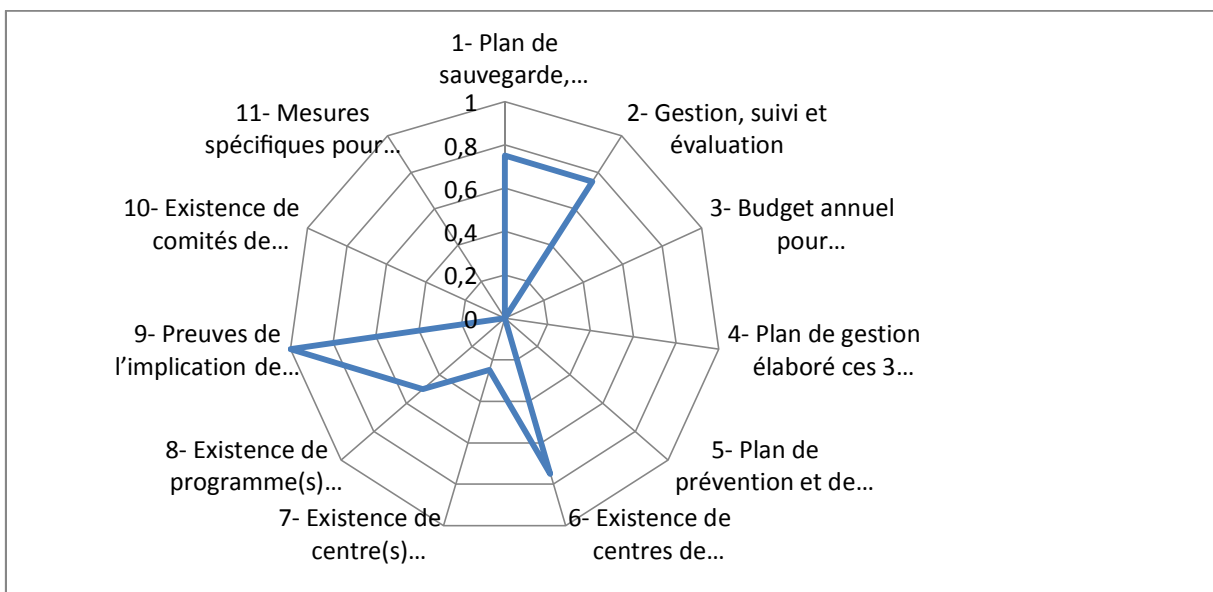 1- Plan de
sauvegarde,...
2- Gestion, suivi et
évaluation
3- Budget annuel
pour...
4- Plan de gestion
élaboré ces 3...
5- Plan de
prévention et de...
6- Existence de
centres de...
7- Existence de
centre(s)...
8- Existence de
programme(s)...
9- Preuves de
l’implication de...
10- Existence de
comités de...
11- Mesures
spécifiques pour...
1
0,8
0,6
0,4
0,2
0